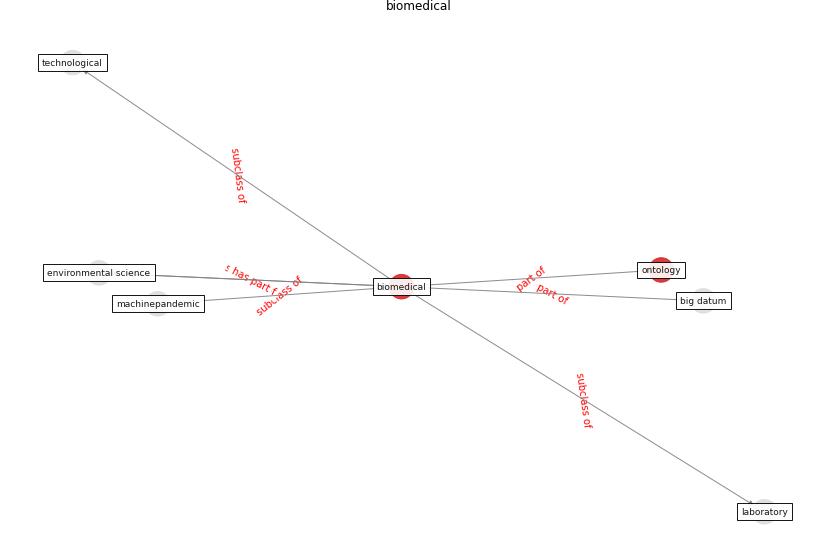 biomedical
technological
subclass of
environmental science
has part
subclass of
machinepandemic
biomedical
part of
ontology
part of
big datum
subclass of
laboratory